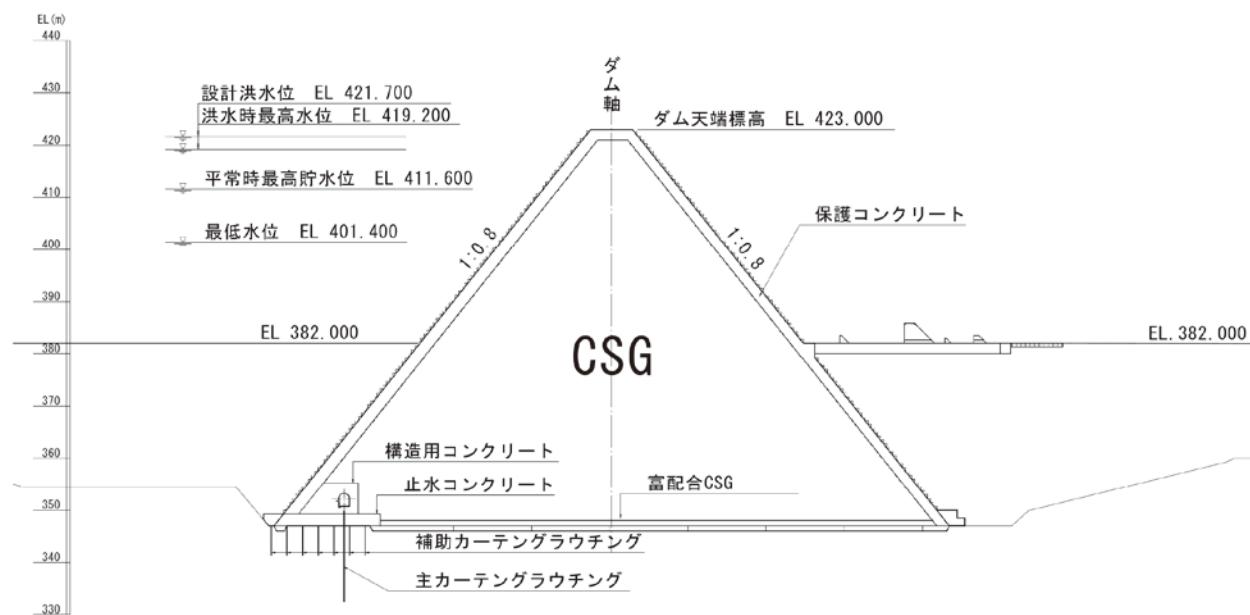 EL(m)
440
430
420
410
400
390
380
370
360
350
340
330
設計洪水位 EL 421.700
洪水時最高水位 EL 419.200
平常時最高貯水位 EL 411.600
最低水位 EL 401.400
EL 382.000
ダム軸
ダム天端標高 EL 423.000
保護コンクリート
1:0.8
1:0.8
CSG
EL.382.000
構造用コンクリート
止水コンクリート
富配合CSG
補助カーテングラウチング
主カーテングラウチング